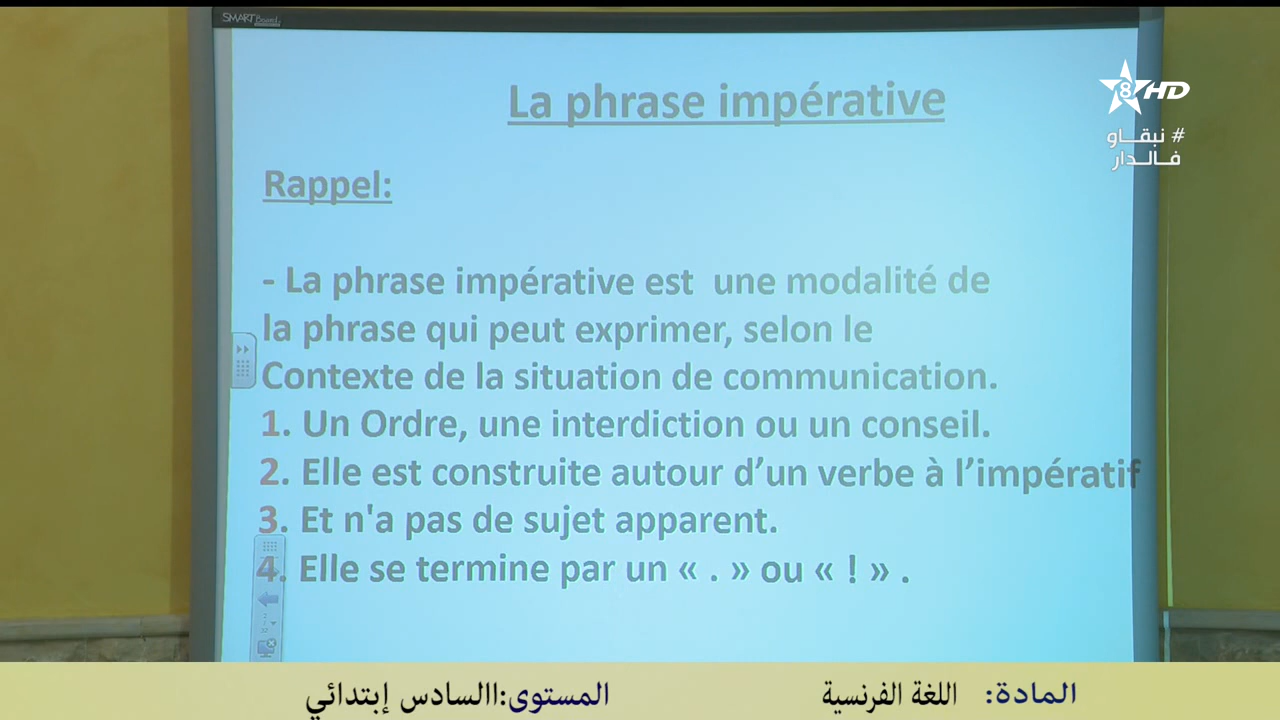 SMART Board
La phrase impérative
8 HD
# نبقـاو
فـالـدار
Rappel:
- La phrase impérative est une modalité de
la phrase qui peut exprimer, selon le
Contexte de la situation de communication.
1. Un Ordre, une interdiction ou un conseil.
2. Elle est construite autour d’un verbe à l’impératif
3. Et n'a pas de sujet apparent.
4. Elle se termine par un « . » ou « ! » .
المادة: اللغة الفرنسية المستوى:االسادس إبتدائي